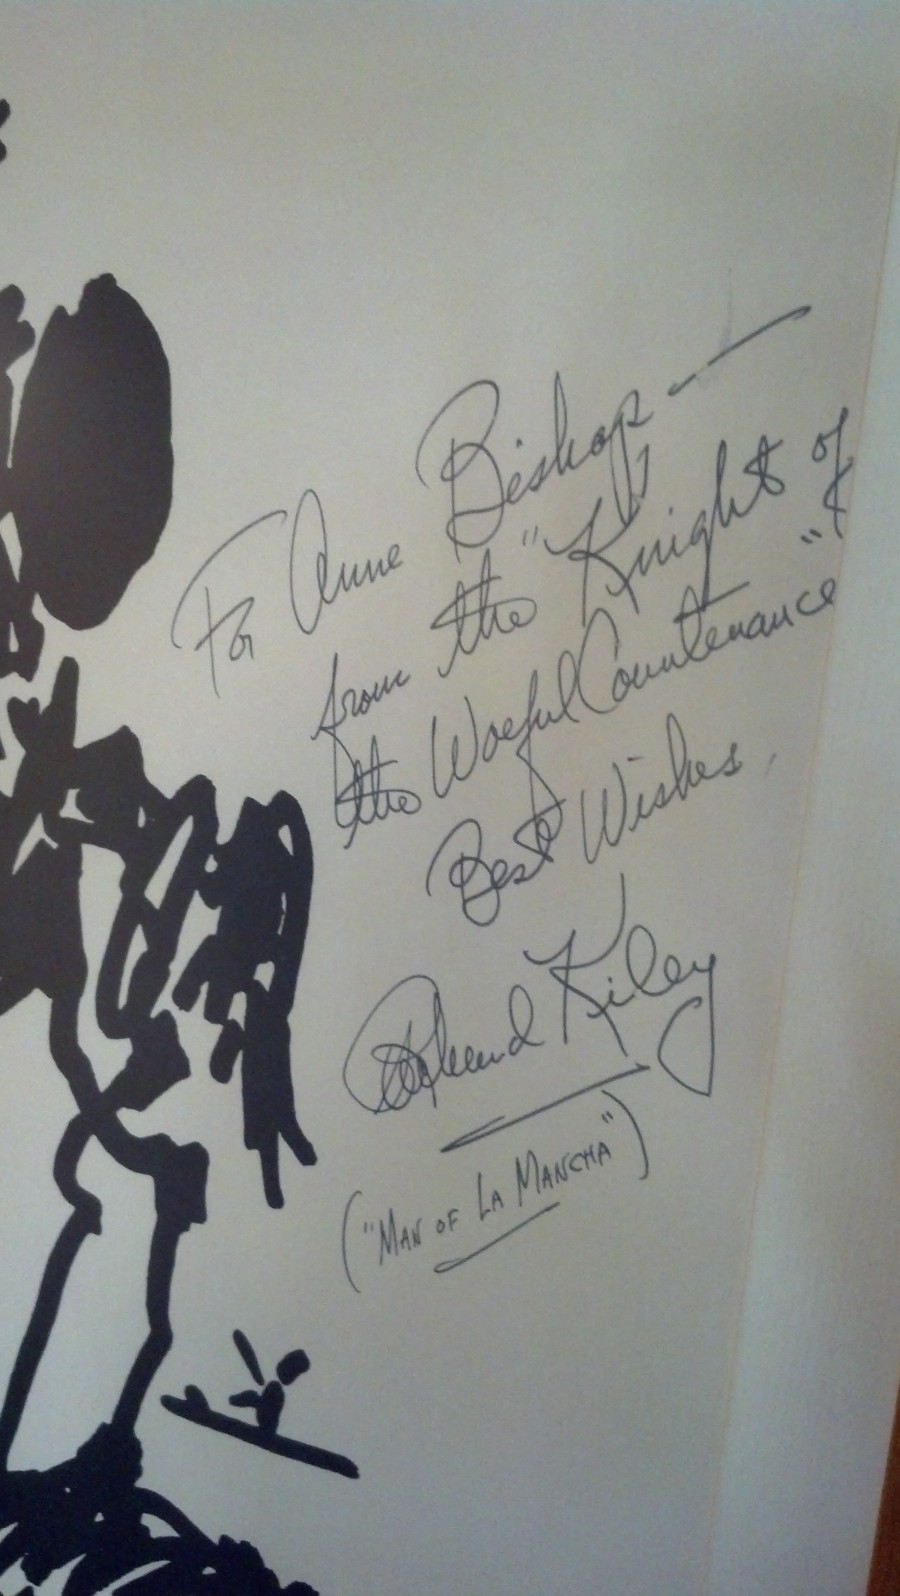 For Anne Bishop —
from the "Knight of
the Woeful Countenance"
Best Wishes,
Richard Kiley
("MAN OF LA MANCHA")